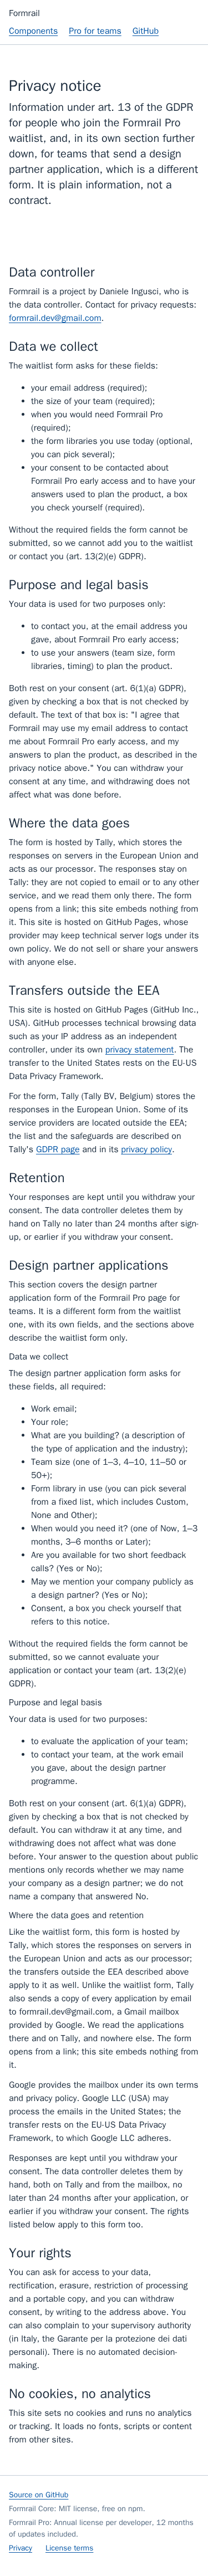 Formrail
Components Pro for teams GitHub
Privacy notice
Information under art. 13 of the GDPR
for people who join the Formrail Pro
waitlist, and, in its own section further
down, for teams that send a design
partner application, which is a different
form. It is plain information, not a
contract.
Data controller
Formrail is a project by Daniele Ingusci, who is
the data controller. Contact for privacy requests:
formrail.dev@gmail.com.
Data we collect
The waitlist form asks for these fields:
• your email address (required);
• the size of your team (required);
• when you would need Formrail Pro
(required);
• the form libraries you use today (optional,
you can pick several);
• your consent to be contacted about
Formrail Pro early access and to have your
answers used to plan the product, a box
you check yourself (required).
Without the required fields the form cannot be
submitted, so we cannot add you to the waitlist
or contact you (art. 13(2)(e) GDPR).
Purpose and legal basis
Your data is used for two purposes only:
• to contact you, at the email address you
gave, about Formrail Pro early access;
• to use your answers (team size, form
libraries, timing) to plan the product.
Both rest on your consent (art. 6(1)(a) GDPR),
given by checking a box that is not checked by
default. The text of that box is: "I agree that
Formrail may use my email address to contact
me about Formrail Pro early access, and my
answers to plan the product, as described in the
privacy notice above." You can withdraw your
consent at any time, and withdrawing does not
affect what was done before.
Where the data goes
The form is hosted by Tally, which stores the
responses on servers in the European Union and
acts as our processor. The responses stay on
Tally: they are not copied to email or to any other
service, and we read them only there. The form
opens from a link; this site embeds nothing from
it. This site is hosted on GitHub Pages, whose
provider may keep technical server logs under its
own policy. We do not sell or share your answers
with anyone else.
Transfers outside the EEA
This site is hosted on GitHub Pages (GitHub Inc.,
USA). GitHub processes technical browsing data
such as your IP address as an independent
controller, under its own privacy statement. The
transfer to the United States rests on the EU-US
Data Privacy Framework.
For the form, Tally (Tally BV, Belgium) stores the
responses in the European Union. Some of its
service providers are located outside the EEA;
the list and the safeguards are described on
Tally's GDPR page and in its privacy policy.
Retention
Your responses are kept until you withdraw your
consent. The data controller deletes them by
hand on Tally no later than 24 months after sign-
up, or earlier if you withdraw your consent.
Design partner applications
This section covers the design partner
application form of the Formrail Pro page for
teams. It is a different form from the waitlist
one, with its own fields, and the sections above
describe the waitlist form only.
Data we collect
The design partner application form asks for
these fields, all required:
• Work email;
• Your role;
• What are you building? (a description of
the type of application and the industry);
• Team size (one of 1–3, 4–10, 11–50 or
50+);
• Form library in use (you can pick several
from a fixed list, which includes Custom,
None and Other);
• When would you need it? (one of Now, 1–3
months, 3–6 months or Later);
• Are you available for two short feedback
calls? (Yes or No);
• May we mention your company publicly as
a design partner? (Yes or No);
• Consent, a box you check yourself that
refers to this notice.
Without the required fields the form cannot be
submitted, so we cannot evaluate your
application or contact your team (art. 13(2)(e)
GDPR).
Purpose and legal basis
Your data is used for two purposes:
• to evaluate the application of your team;
• to contact your team, at the work email
you gave, about the design partner
programme.
Both rest on your consent (art. 6(1)(a) GDPR),
given by checking a box that is not checked by
default. You can withdraw it at any time, and
withdrawing does not affect what was done
before. Your answer to the question about public
mentions only records whether we may name
your company as a design partner; we do not
name a company that answered No.
Where the data goes and retention
Like the waitlist form, this form is hosted by
Tally, which stores the responses on servers in
the European Union and acts as our processor;
the transfers outside the EEA described above
apply to it as well. Unlike the waitlist form, Tally
also sends a copy of every application by email
to formrail.dev@gmail.com, a Gmail mailbox
provided by Google. We read the applications
there and on Tally, and nowhere else. The form
opens from a link; this site embeds nothing from
it.
Google provides the mailbox under its own terms
and privacy policy. Google LLC (USA) may
process the emails in the United States; the
transfer rests on the EU-US Data Privacy
Framework, to which Google LLC adheres.
Responses are kept until you withdraw your
consent. The data controller deletes them by
hand, both on Tally and from the mailbox, no
later than 24 months after your application, or
earlier if you withdraw your consent. The rights
listed below apply to this form too.
Your rights
You can ask for access to your data,
rectification, erasure, restriction of processing
and a portable copy, and you can withdraw
consent, by writing to the address above. You
can also complain to your supervisory authority
(in Italy, the Garante per la protezione dei dati
personali). There is no automated decision-
making.
No cookies, no analytics
This site sets no cookies and runs no analytics
or tracking. It loads no fonts, scripts or content
from other sites.
Source on GitHub
Formrail Core: MIT license, free on npm.
Formrail Pro: Annual license per developer, 12 months
of updates included.
Privacy License terms